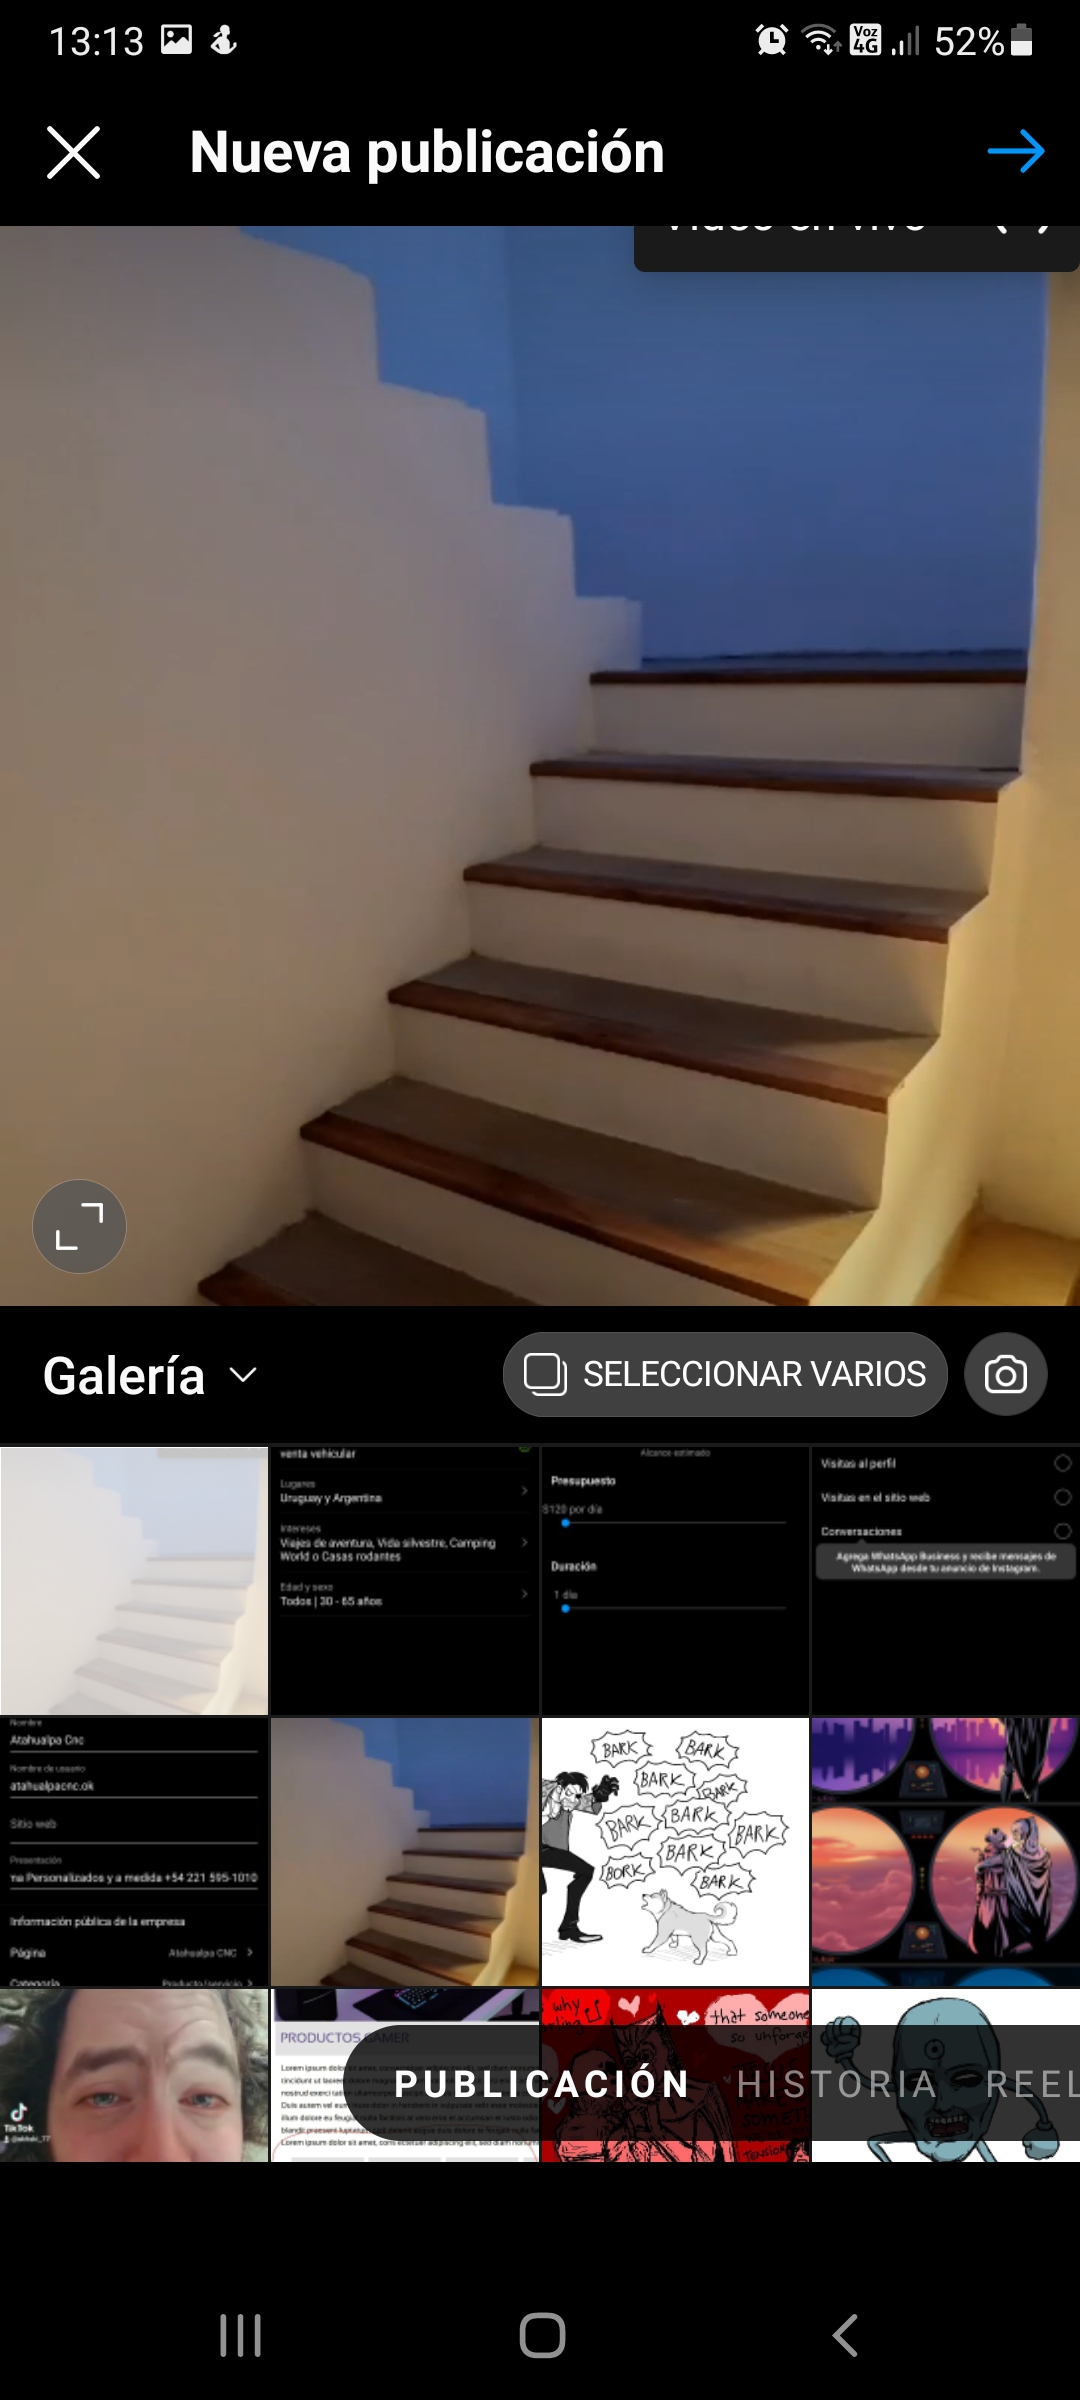 13:13
Voz 4G
52%
Nueva publicación
Galería
SELECCIONAR VARIOS
venta vehicular
Lugares
Uruguay y Argentina
Intereses
Viajes de aventura, Vida silvestre, Camping
World o Casas rodantes
Edad y sexo
Todos | 30 - 65 años
Alcance estimado
Presupuesto
$120 por día
Duración
1 día
Visitas al perfil
Visitas en el sitio web
Conversaciones
Agrega WhatsApp Business y recibe mensajes de
WhatsApp desde tu anuncio de Instagram.
Nombre
Atahualpa Cnc
Nombre de usuario
atahualpacnc.ok
Sitio web
Presentación
Personalizados y a medida +54 221 595-1010
Información pública de la empresa
Página
Atahualpa CNC
Categoría
Producto/servicio
BARK
BARK
BARK
BARK
BARK
BARK
BARK
BARK
BORK
BARK
TikTok
PRODUCTOS GAMER
why
that someone
so unforge
PUBLICACIÓN
HISTORIA
REEL